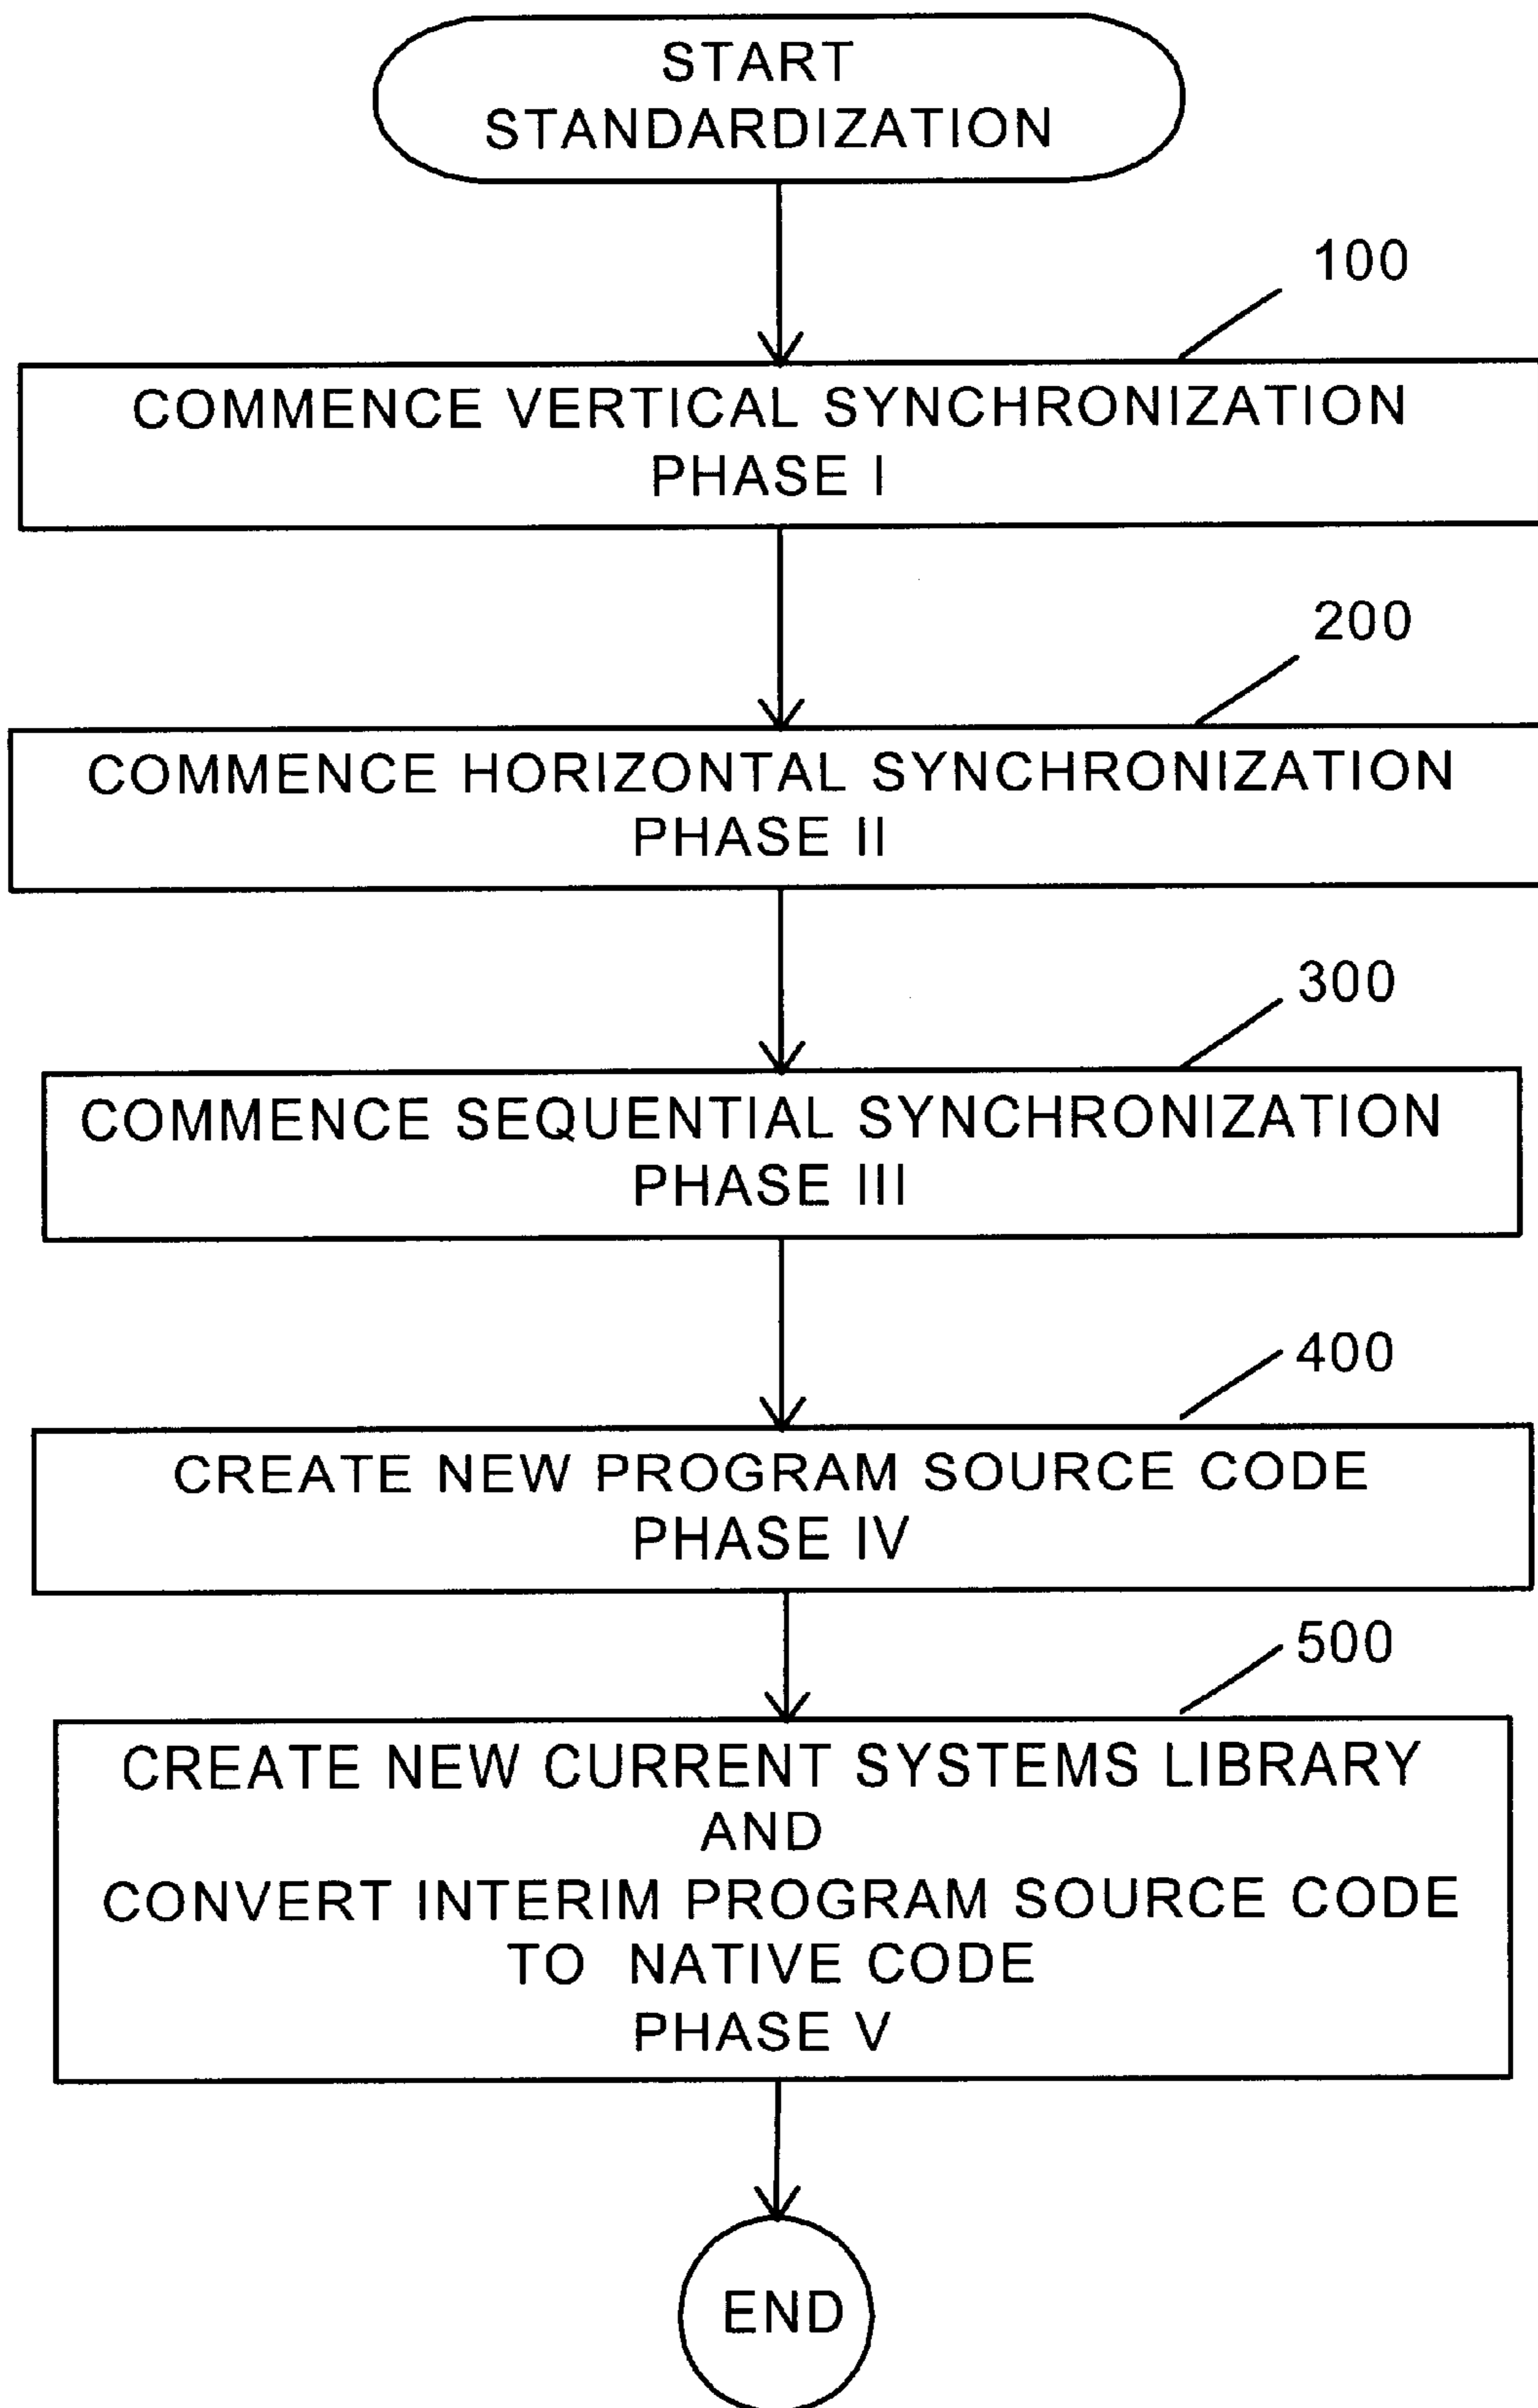 START
STANDARDIZATION
100
COMMENCE VERTICAL SYNCHRONIZATION
PHASE I
200
COMMENCE HORIZONTAL SYNCHRONIZATION
PHASE II
300
COMMENCE SEQUENTIAL SYNCHRONIZATION
PHASE III
400
CREATE NEW PROGRAM SOURCE CODE
PHASE IV
500
CREATE NEW CURRENT SYSTEMS LIBRARY
AND
CONVERT INTERIM PROGRAM SOURCE CODE
TO NATIVE CODE
PHASE V
END